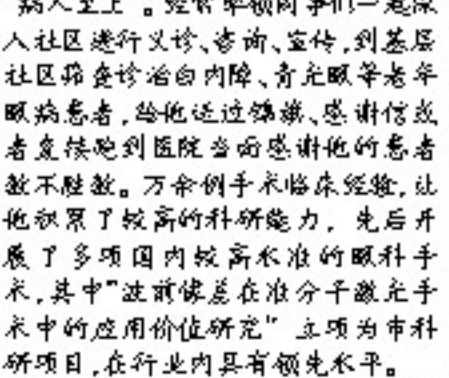 病人至上"。经常率领同事们一起深
入社区进行义诊、咨询、宣传,到基层
社区筛查诊治白内障、青光眼等老年
眼病患者,给他送过锦旗、感谢信或
者直接跑到医院当面感谢他的患者
数不胜数。万余例手术临床经验,让
他积累了较高的科研能力, 先后开
展了多项国内较高水准的眼科手
术,其中"波前像差在准分子激光手
术中的应用价值研究" 立项为市科
研项目,在行业内具有领先水平。